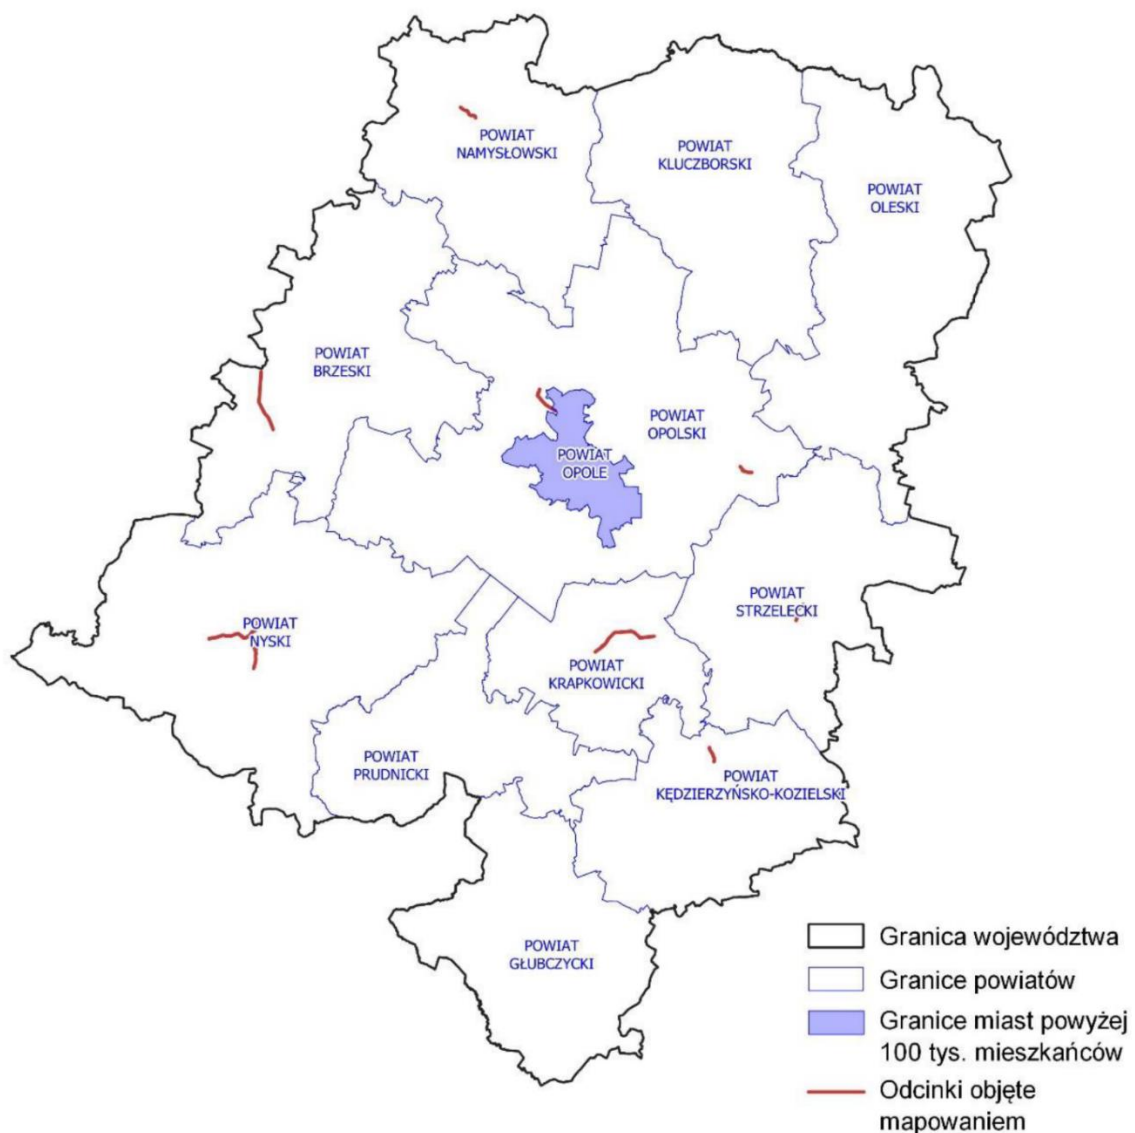 POWIAT
NAMYSŁOWSKI
POWIAT
KLUCZBORSKI
POWIAT
OLESKI
POWIAT
BRZESKI
POWIAT
OPOLSKI
POWIAT
OPOLE
POWIAT
STRZELECKI
POWIAT
NYSKI
POWIAT
KRAPKOWICKI
POWIAT
PRUDNICKI
POWIAT
KĘDZIERZYŃSKO-KOZIELSKI
POWIAT
GŁUBCZYCKI
Granica województwa
Granice powiatów
Granice miast powyżej
100 tys. mieszkańców
Odcinki objęte
mapowaniem